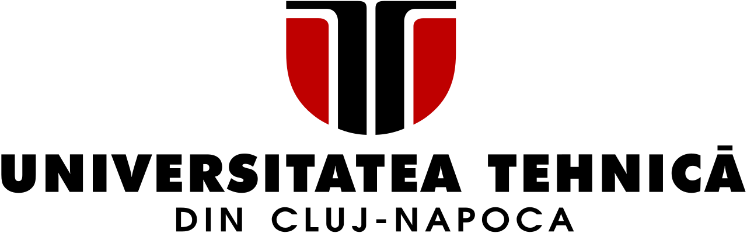 UNIVERSITATEA TEHNICĂ
DIN CLUJ-NAPOCA